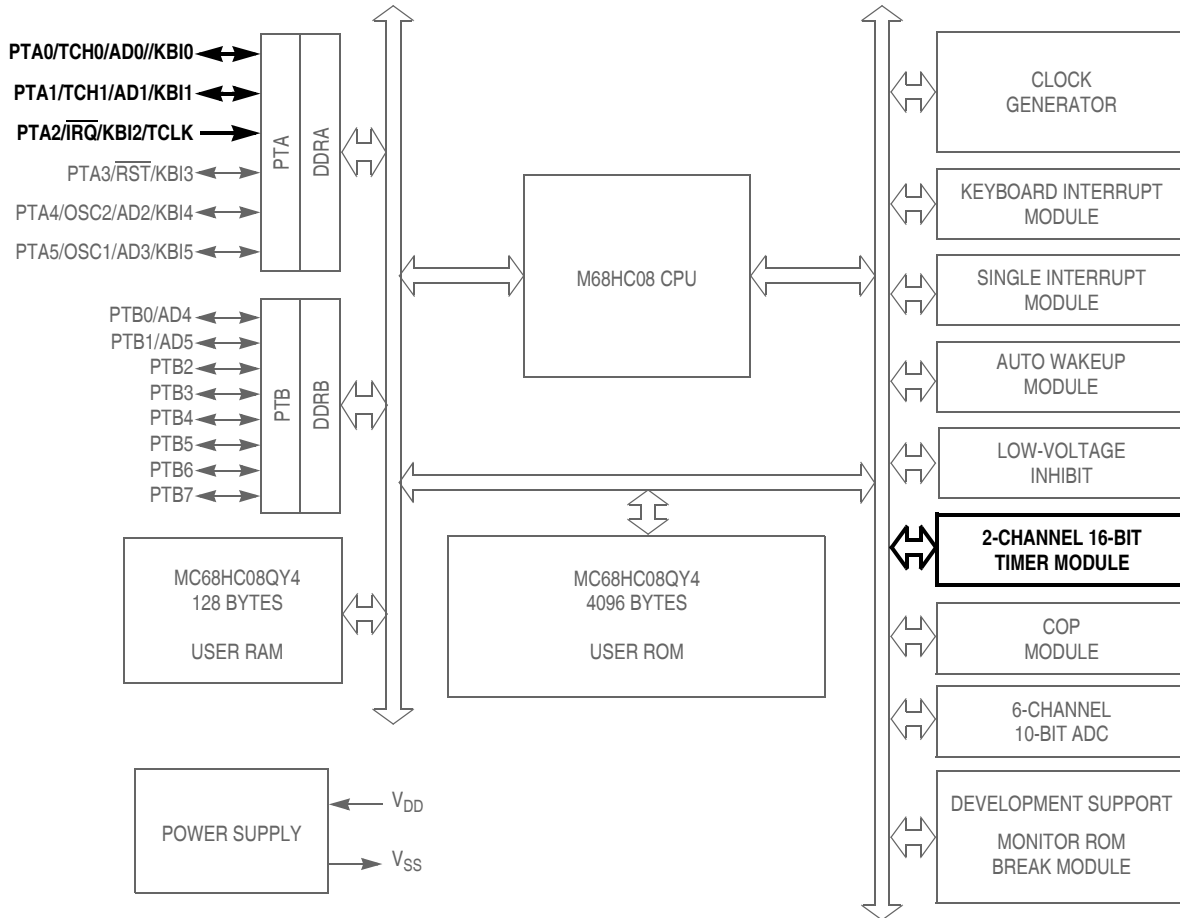 PTA0/TCH0/AD0//KBI0
PTA1/TCH1/AD1/KBI1
PTA2/IRQ/KBI2/TCLK
PTA3/RST/KBI3
PTA4/OSC2/AD2/KBI4
PTA5/OSC1/AD3/KBI5
PTA
DDRA
PTB0/AD4
PTB1/AD5
PTB2
PTB3
PTB4
PTB5
PTB6
PTB7
PTB
DDRB
M68HC08 CPU
MC68HC08QY4
128 BYTES
USER RAM
MC68HC08QY4
4096 BYTES
USER ROM
POWER SUPPLY
VDD
VSS
CLOCK
GENERATOR
KEYBOARD INTERRUPT
MODULE
SINGLE INTERRUPT
MODULE
AUTO WAKEUP
MODULE
LOW-VOLTAGE
INHIBIT
2-CHANNEL 16-BIT
TIMER MODULE
COP
MODULE
6-CHANNEL
10-BIT ADC
DEVELOPMENT SUPPORT
MONITOR ROM
BREAK MODULE